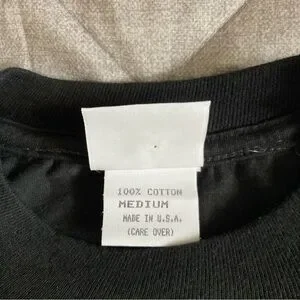 100% COTTON
MEDIUM
MADE IN U.S.A.
(CARE OVER)